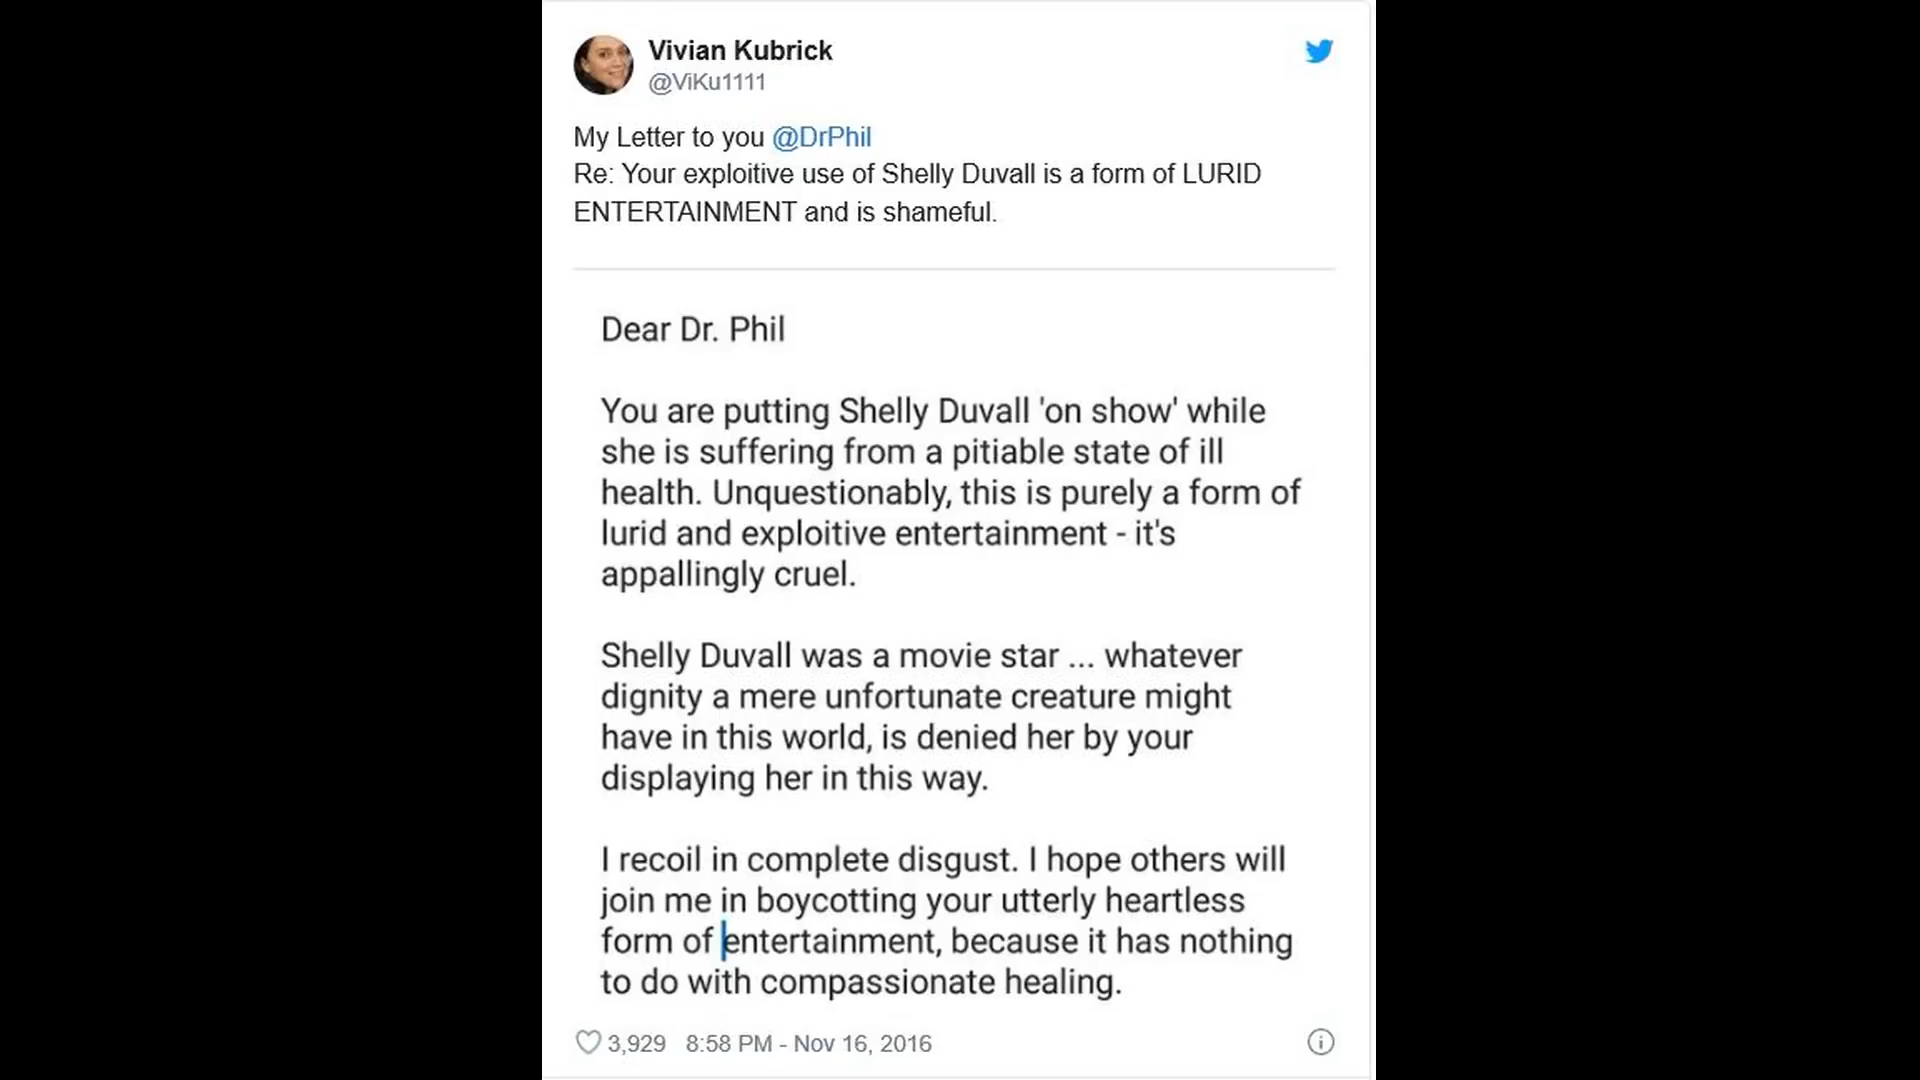 Vivian Kubrick
@ViKu1111
My Letter to you @DrPhil
Re: Your exploitive use of Shelly Duvall is a form of LURID
ENTERTAINMENT and is shameful.
Dear Dr. Phil
You are putting Shelly Duvall 'on show' while
she is suffering from a pitiable state of ill
health. Unquestionably, this is purely a form of
lurid and exploitive entertainment - it's
appallingly cruel.
Shelly Duvall was a movie star ... whatever
dignity a mere unfortunate creature might
have in this world, is denied her by your
displaying her in this way.
I recoil in complete disgust. I hope others will
join me in boycotting your utterly heartless
form of entertainment, because it has nothing
to do with compassionate healing.
3,929 8:58 PM - Nov 16, 2016